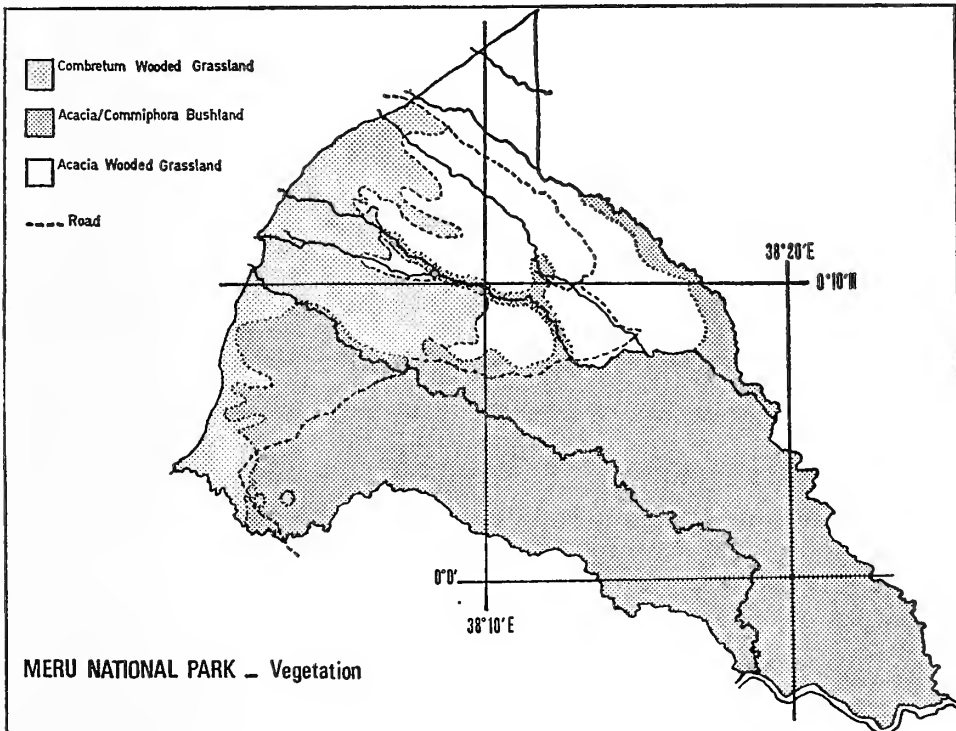 Combretum Wooded Grassland
Acacia/Commiphora Bushland
Acacia Wooded Grassland
Road
38°20'E
0°10'N
0°0'
38°10'E
MERU NATIONAL PARK _ Vegetation